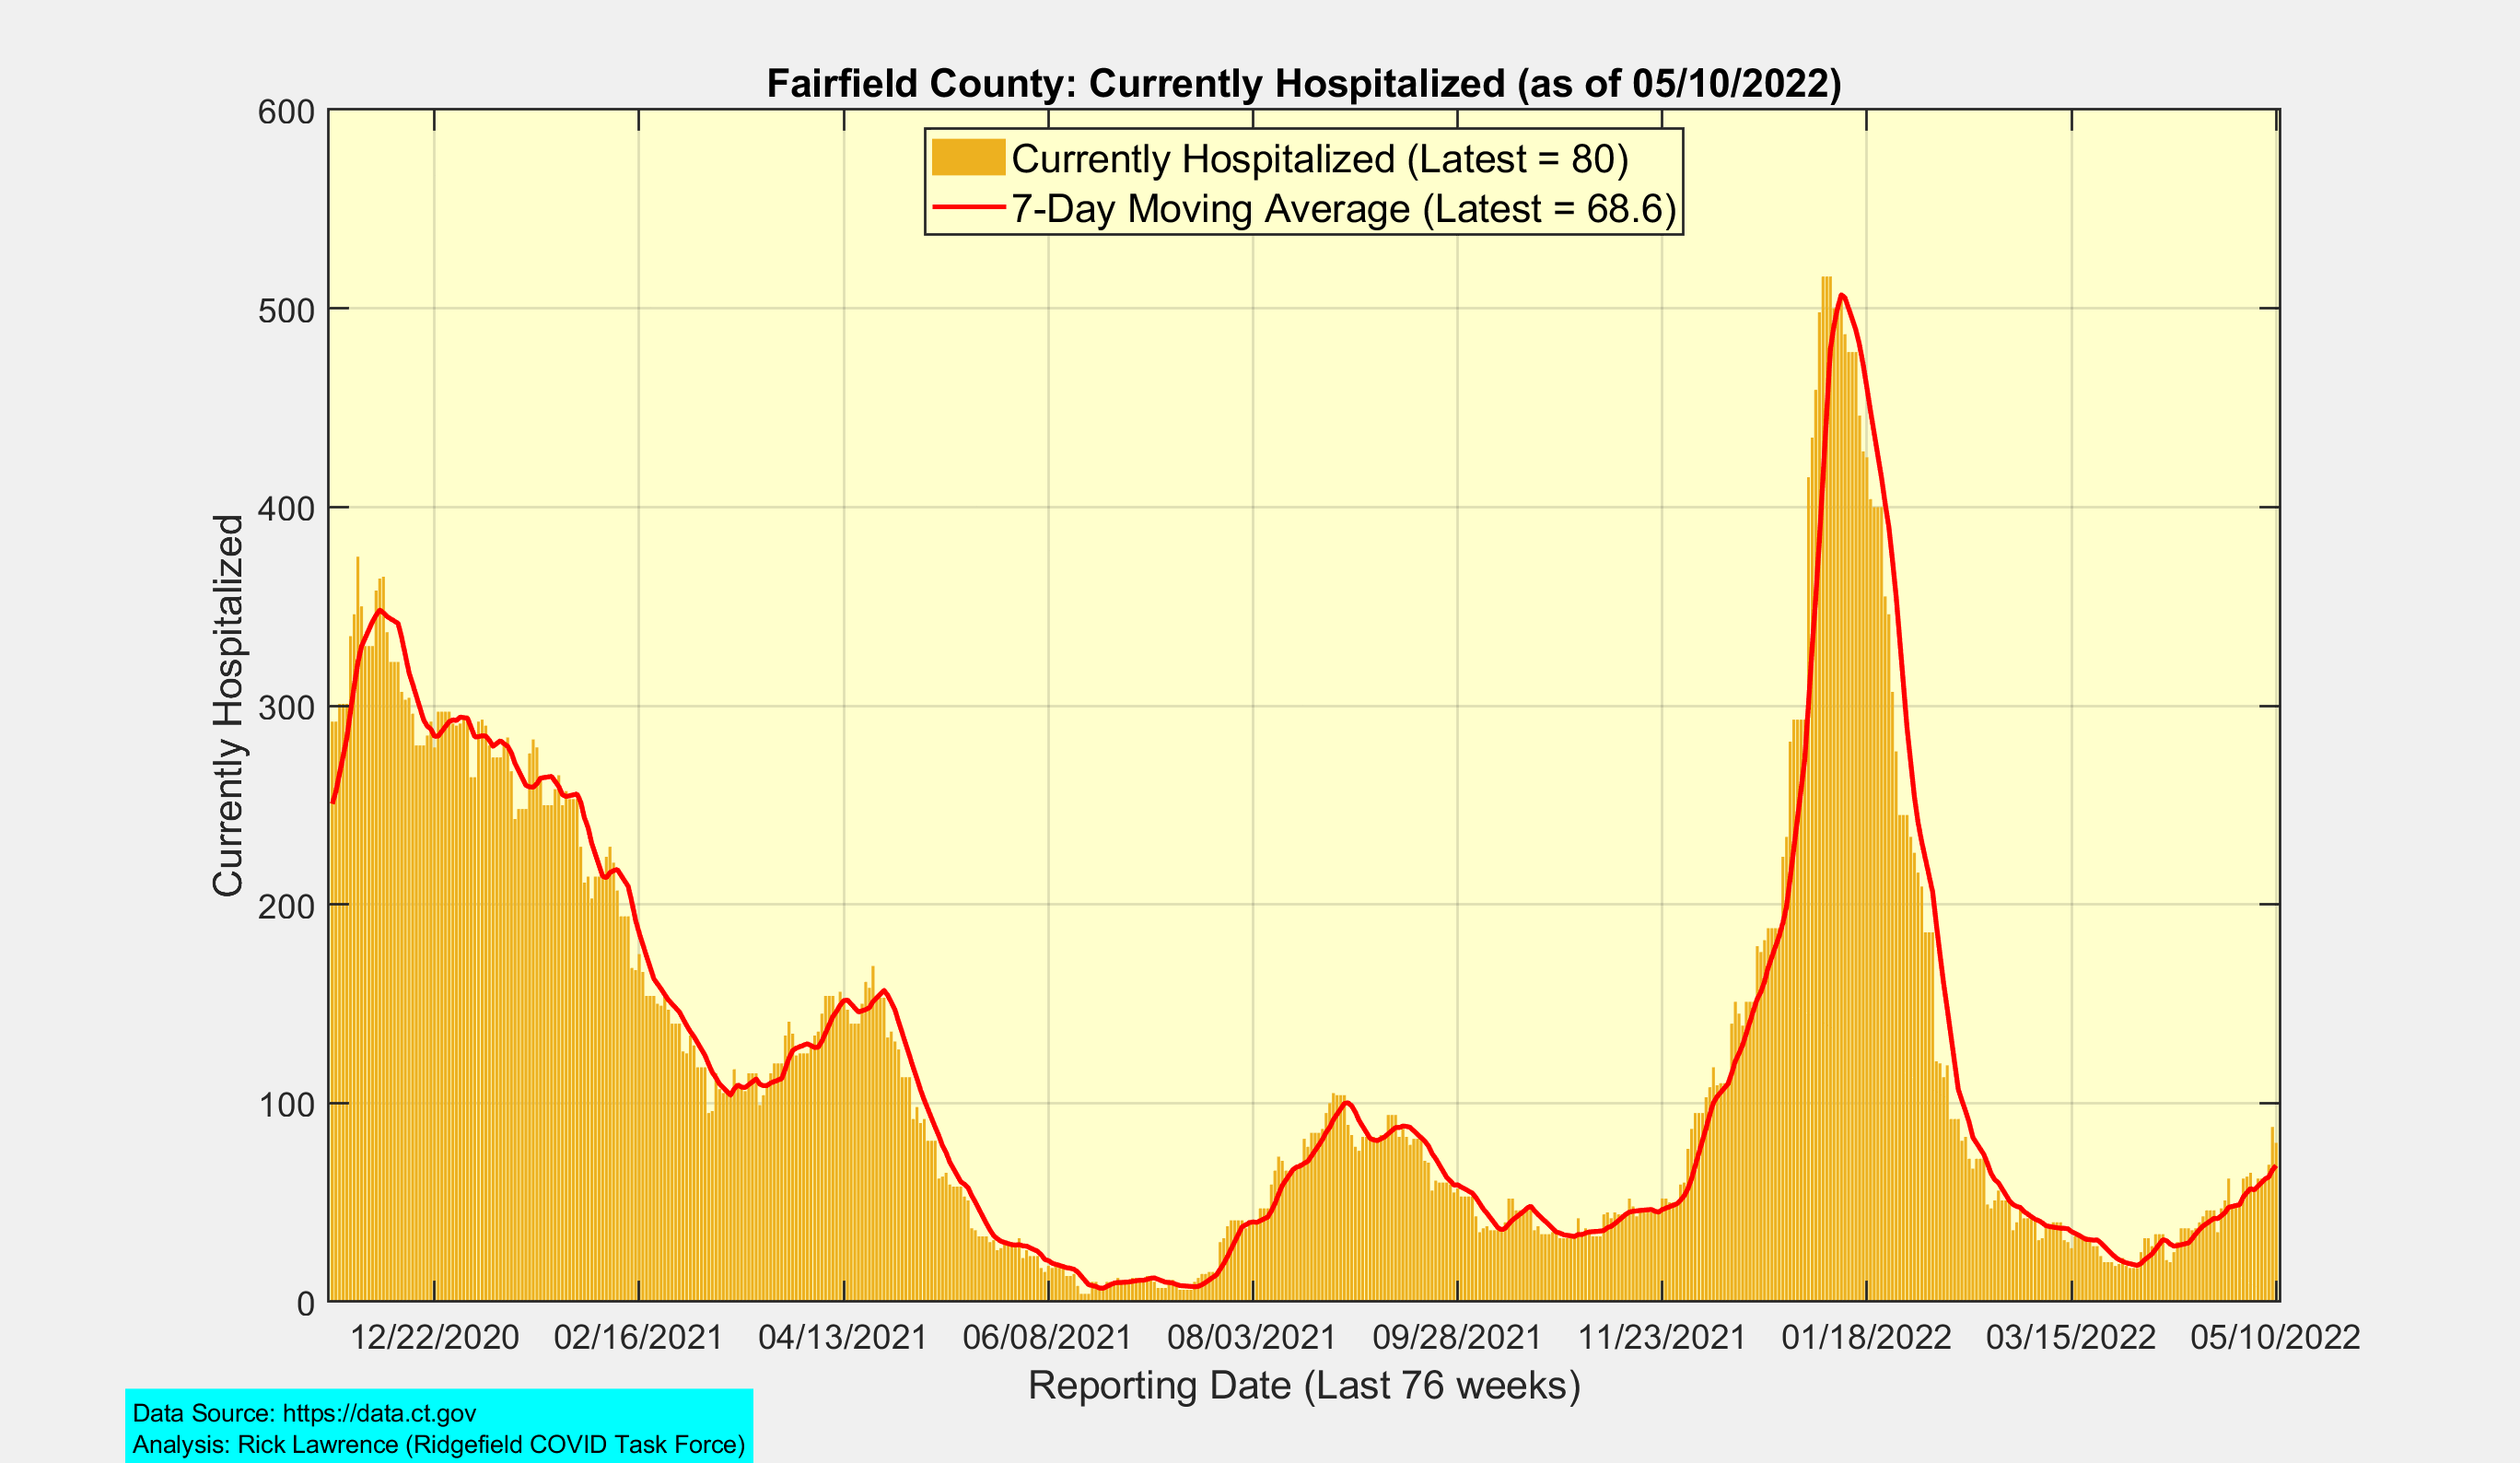 Fairfield County: Currently Hospitalized (as of 05/10/2022)
Currently Hospitalized (Latest = 80)
7-Day Moving Average (Latest = 68.6)
Currently Hospitalized
600
500
400
300
200
100
0
12/22/2020 02/16/2021 04/13/2021 06/08/2021 08/03/2021 09/28/2021 11/23/2021 01/18/2022 03/15/2022 05/10/2022
Reporting Date (Last 76 weeks)
Data Source: https://data.ct.gov
Analysis: Rick Lawrence (Ridgefield COVID Task Force)